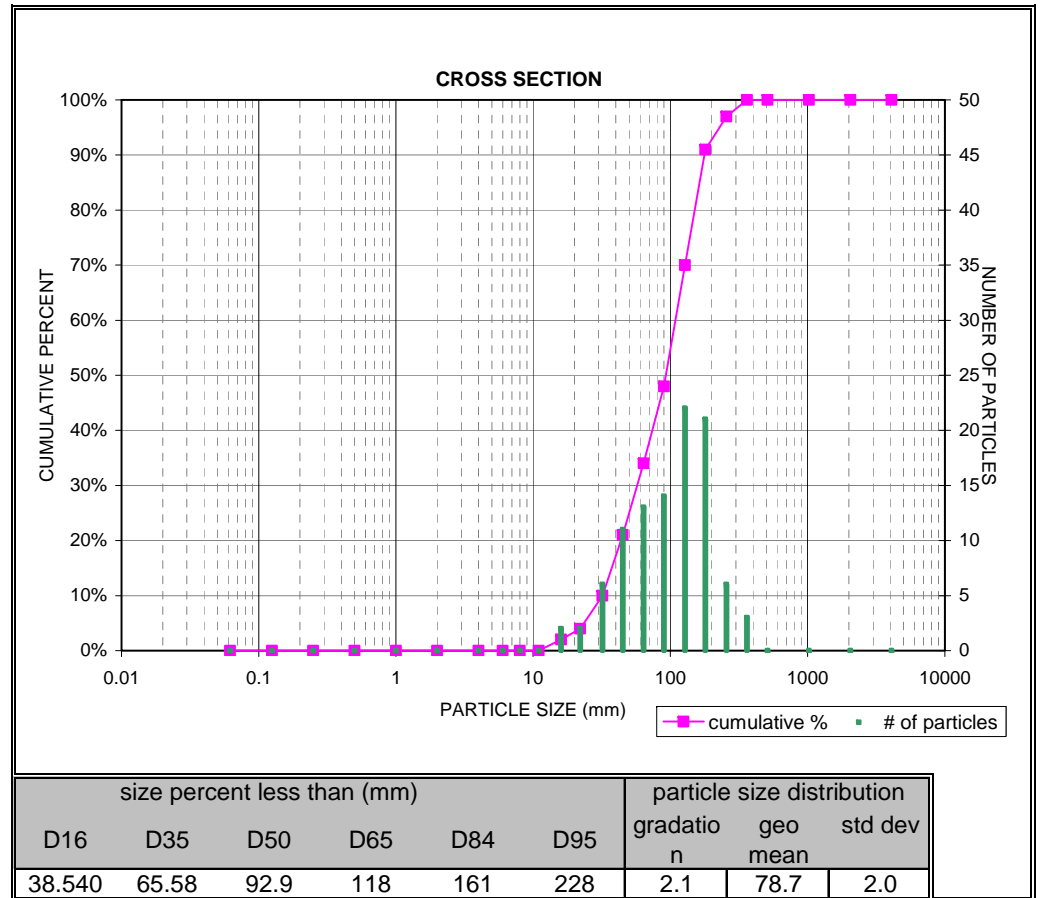 CROSS SECTION
100%
90%
80%
70%
60%
50%
40%
30%
20%
10%
0%
CUMULATIVE PERCENT
50
45
40
35
30
25
20
15
10
5
0
NUMBER OF PARTICLES
0.01 0.1 1 10 100 1000 10000
PARTICLE SIZE (mm)
cumulative % # of particles
size percent less than (mm) particle size distribution
D16 D35 D50 D65 D84 D95 gradatio geo std dev
n mean
38.540 65.58 92.9 118 161 228 2.1 78.7 2.0